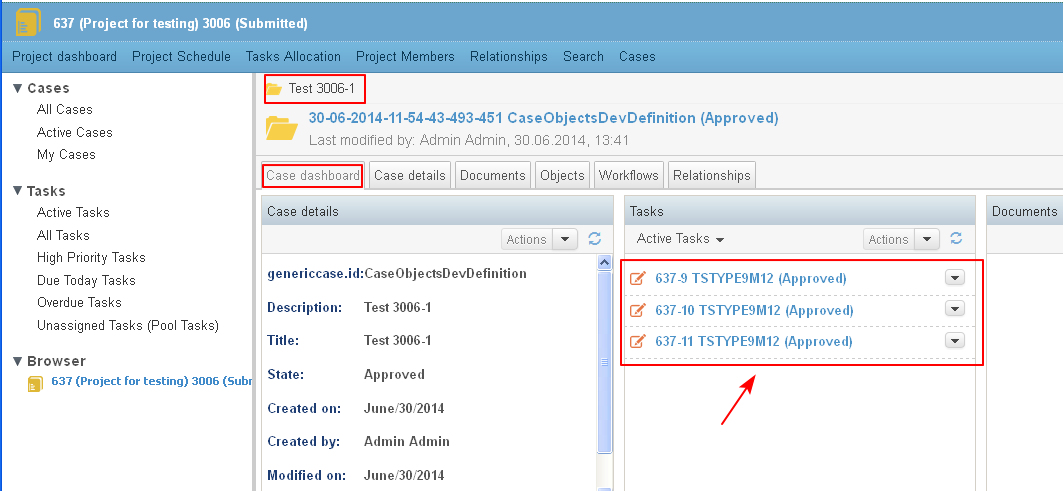 637 (Project for testing) 3006 (Submitted)
Project dashboard Project Schedule Tasks Allocation Project Members Relationships Search Cases
Cases
All Cases
Active Cases
My Cases
Tasks
Active Tasks
All Tasks
High Priority Tasks
Due Today Tasks
Overdue Tasks
Unassigned Tasks (Pool Tasks)
Browser
637 (Project for testing) 3006 (Subm
Test 3006-1
30-06-2014-11-54-43-493-451 CaseObjectsDevDefinition (Approved)
Last modified by: Admin Admin, 30.06.2014, 13:41
Case dashboard Case details Documents Objects Workflows Relationships
Case details
Actions
genericcase.id: CaseObjectsDevDefinition
Description: Test 3006-1
Title: Test 3006-1
State: Approved
Created on: June/30/2014
Created by: Admin Admin
Modified on: June/30/2014
Tasks
Active Tasks Actions
637-9 TSTYPE9M12 (Approved)
637-10 TSTYPE9M12 (Approved)
637-11 TSTYPE9M12 (Approved)
Documents